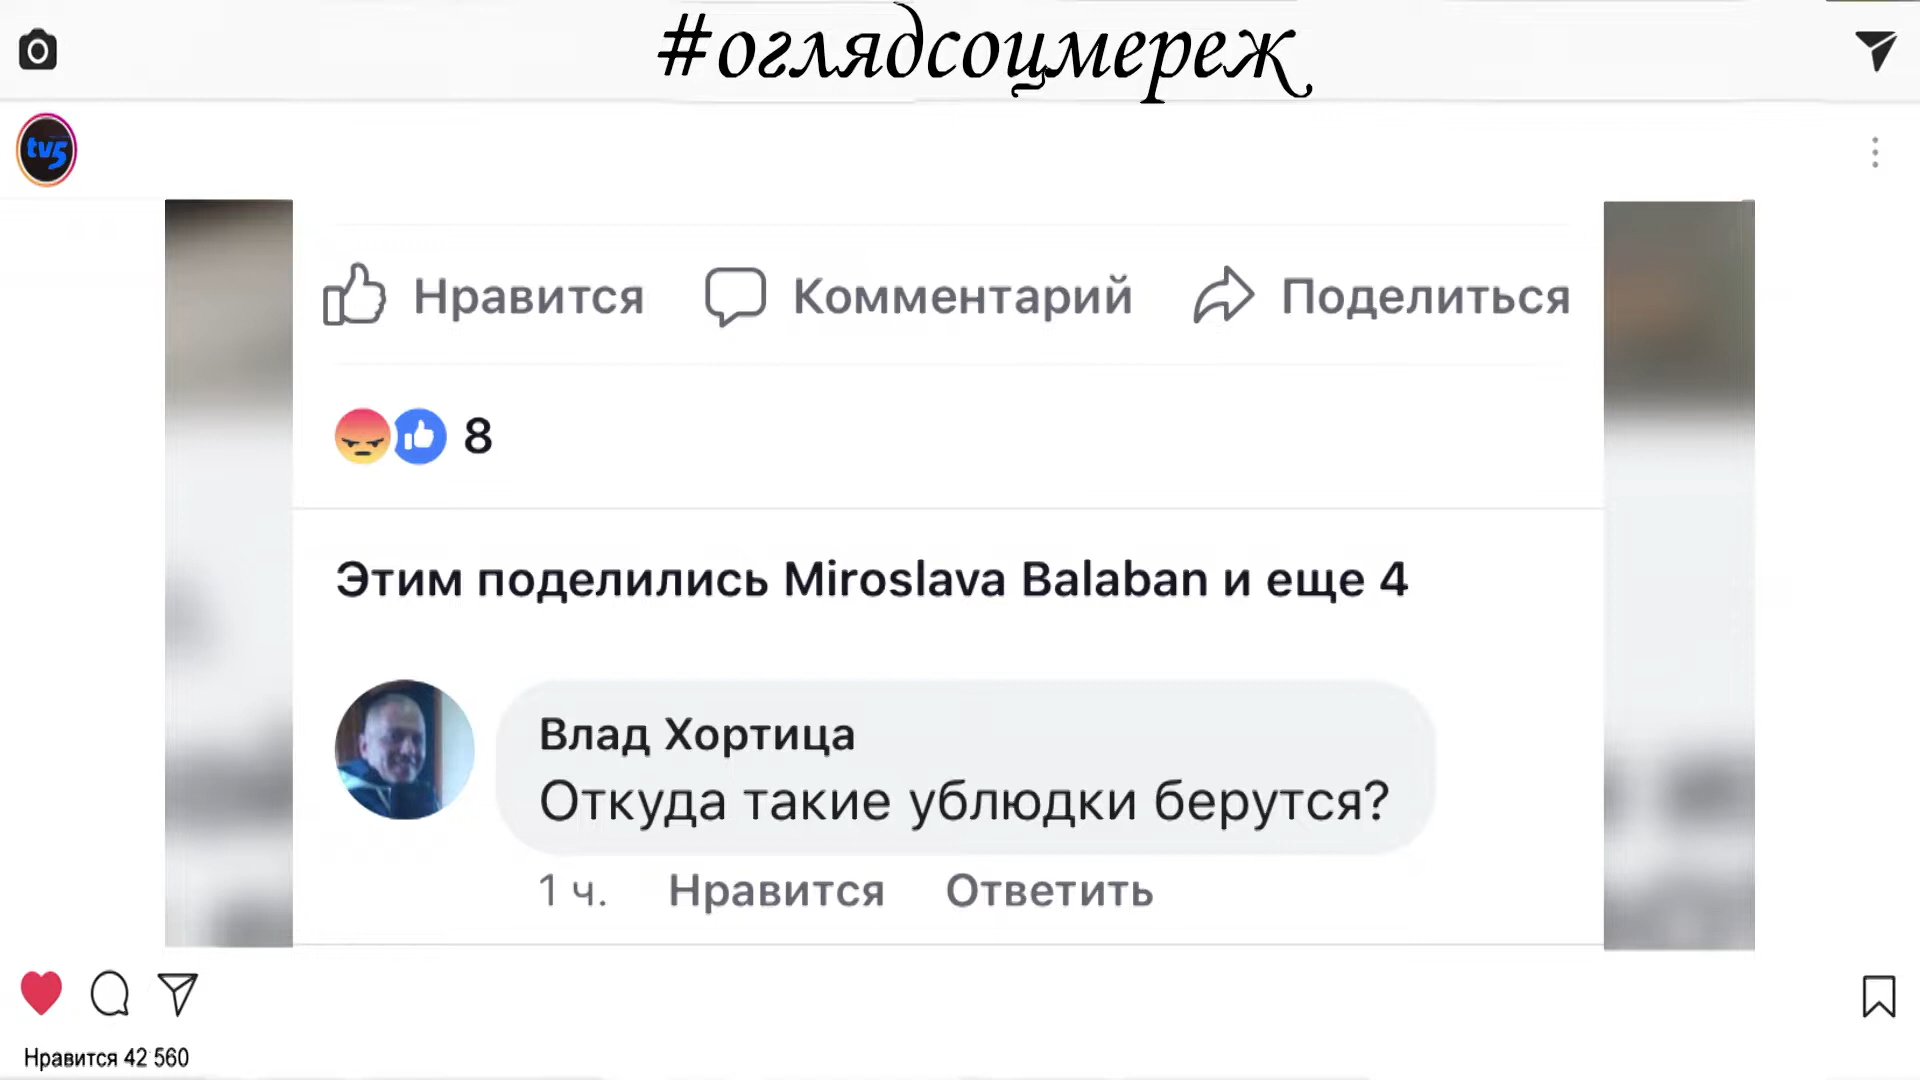 #оглядсоцмереж
tv5
Нравится Комментарий Поделиться
8
Этим поделились Miroslava Balaban и еще 4
Влад Хортица
Откуда такие ублюдки берутся?
1 ч. Нравится Ответить
Нравится 42 560